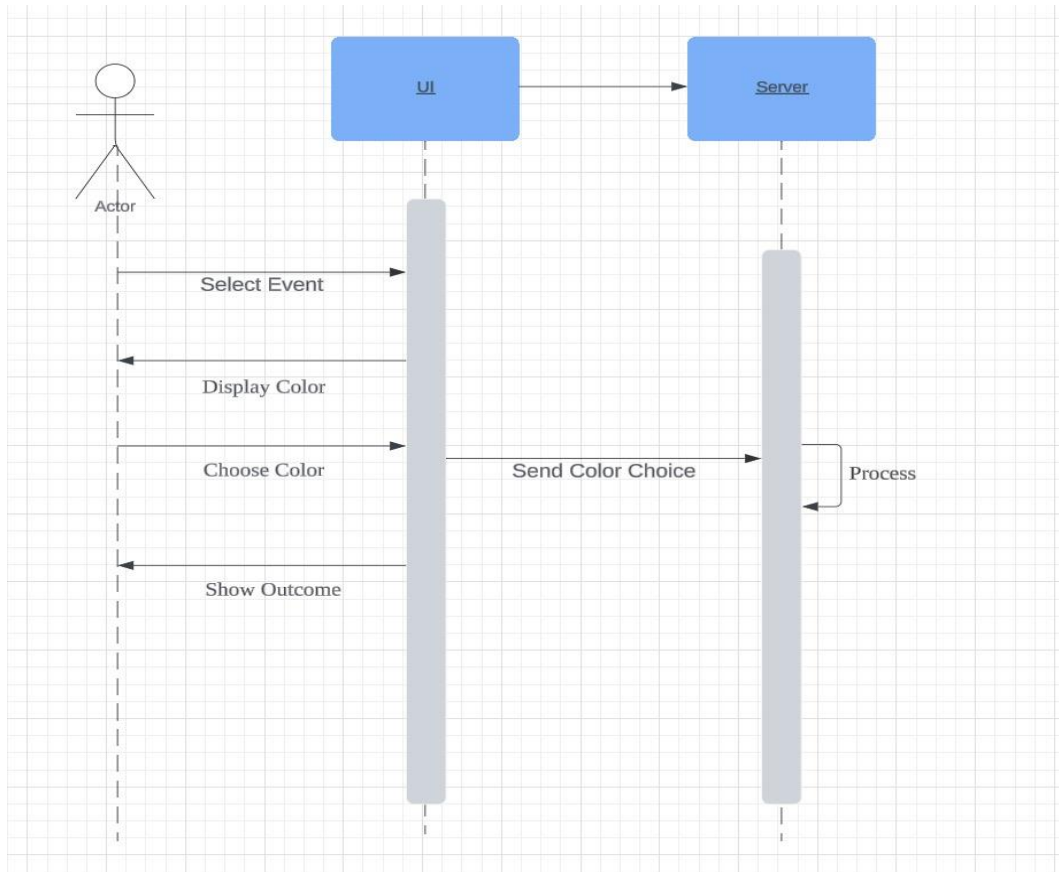 UI
Server
Actor
Select Event
Display Color
Choose Color
Send Color Choice
Process
Show Outcome